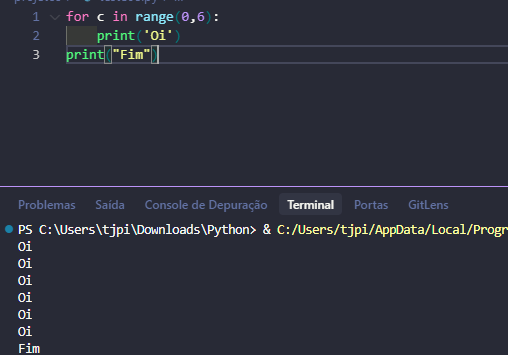 1 for c in range(0,6):
2 print('Oi')
3 print("Fim")
Problemas Saída Console de Depuração Terminal Portas GitLens
PS C:\Users\tjpi\Downloads\Python> & C:/Users/tjpi/AppData/Local/Progr
Oi
Oi
Oi
Oi
Oi
Oi
Fim